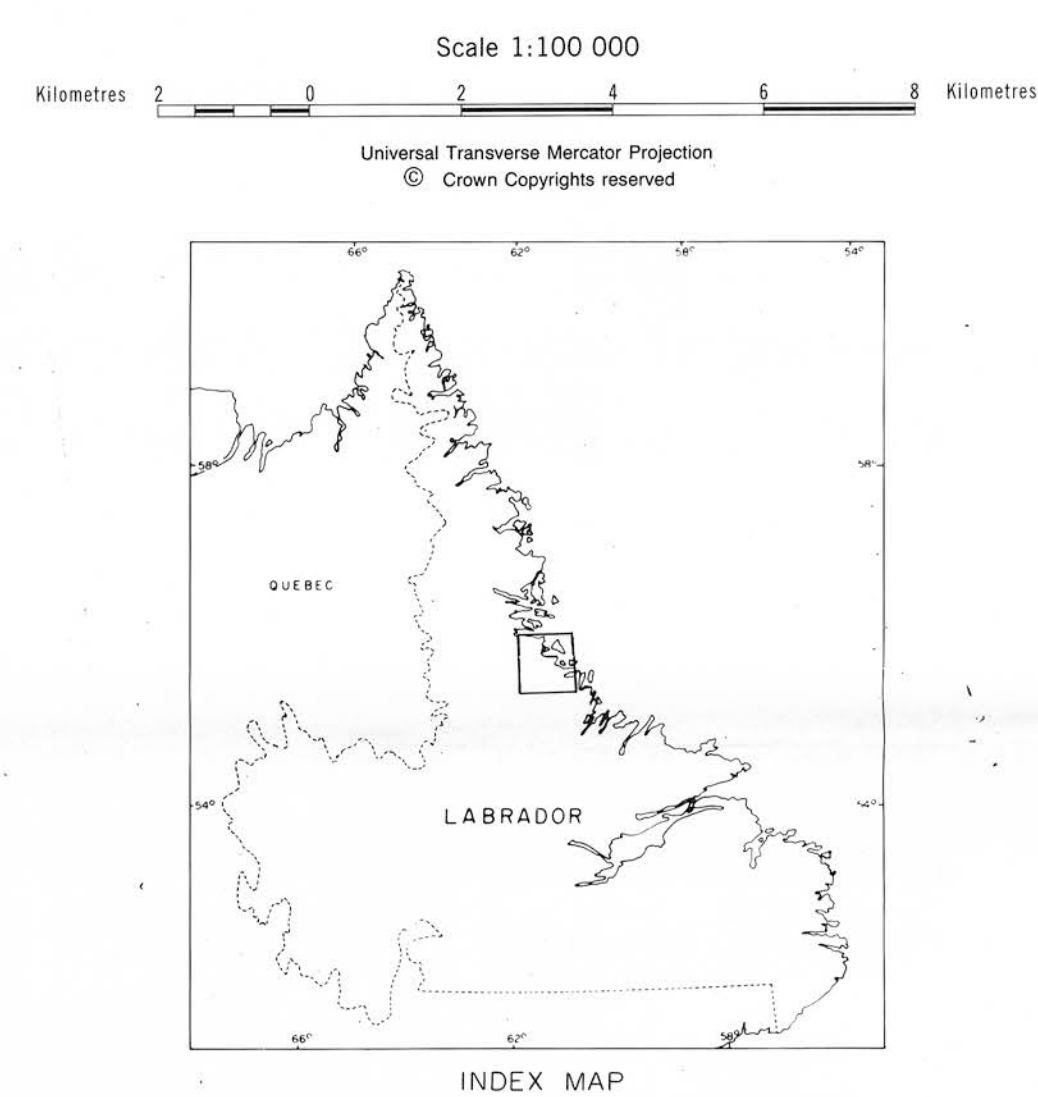 Scale 1:100 000
Kilometres 2 0 2 4 6 8 Kilometres
Universal Transverse Mercator Projection
© Crown Copyrights reserved
66° 62° 58° 54°
58° 58°
QUEBEC
54° 54°
LABRADOR
66° 62° 58°
INDEX MAP